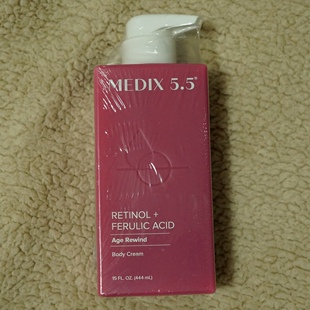 MEDIX 5.5®
RETINOL +
FERULIC ACID
Age Rewind
Body Cream
15 FL. OZ. (444 mL)